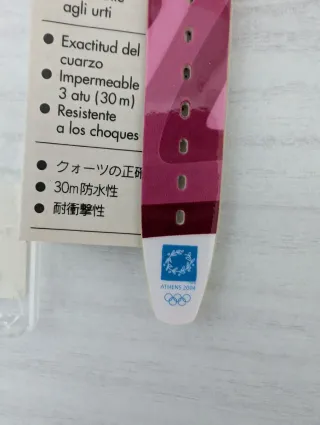 agli urti
● Exactitud del
cuarzo
● Impermeable
3 atu (30 m)
● Resistente
a los choques
● クォーツの正確
● 30m防水性
● 耐衝撃性
ATHENS 2004